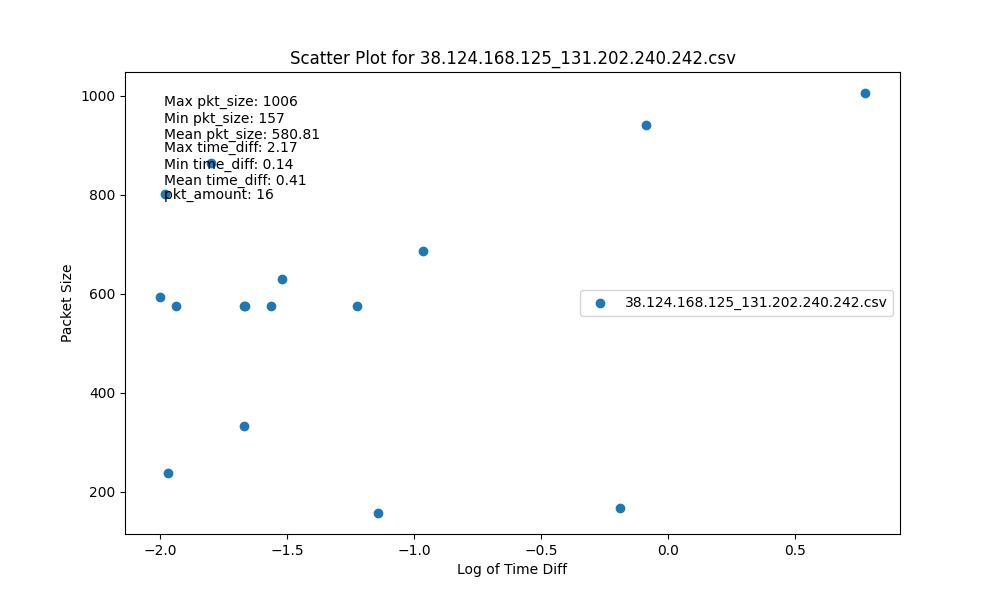 Scatter Plot for 38.124.168.125_131.202.240.242.csv
Max pkt_size: 1006
Min pkt_size: 157
Mean pkt_size: 580.81
Max time_diff: 2.17
Min time_diff: 0.14
Mean time_diff: 0.41
pkt_amount: 16
1000
800
600
400
200
Packet Size
38.124.168.125_131.202.240.242.csv
−2.0
−1.5
−1.0
−0.5
0.0
0.5
Log of Time Diff